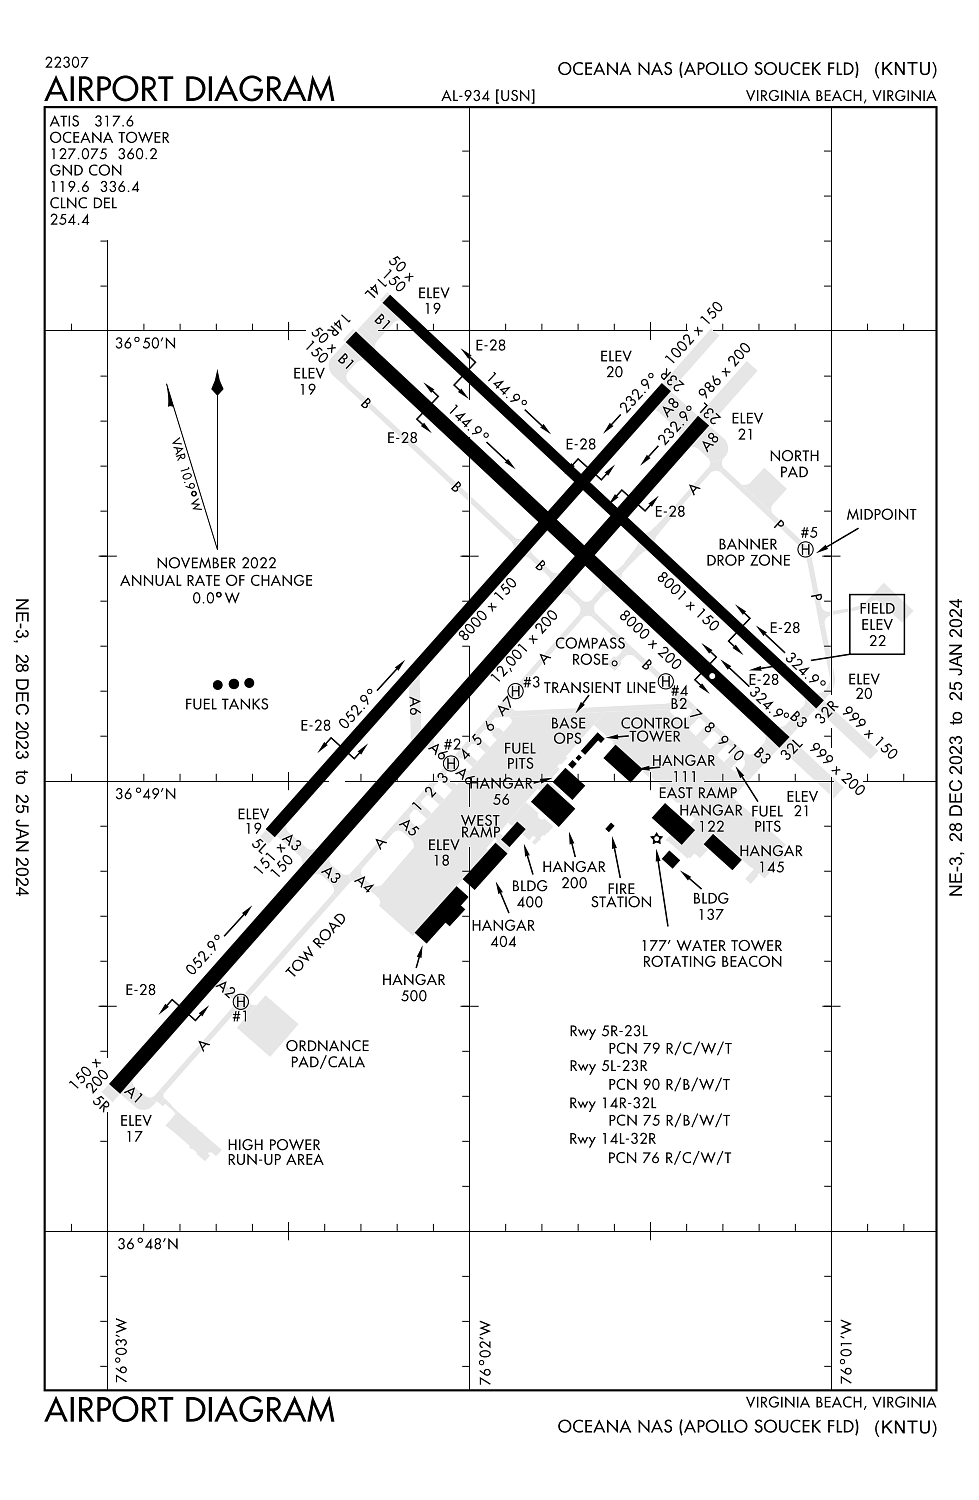 22307
AIRPORT DIAGRAM
AL-934 [USN]
OCEANA NAS (APOLLO SOUCEK FLD) (KNTU)
VIRGINIA BEACH, VIRGINIA
ATIS 317.6
OCEANA TOWER
127.075 360.2
GND CON
119.6 336.4
CLNC DEL
254.4
50 x
150
14L
ELEV
19
B1
14R
50 x
150
B1
ELEV
19
36°50'N
E-28
144.9°
E-28
144.9°
B
B
ELEV
20
1002 x 150
23R
A8
232.9°
986 x 200
23L
A8
232.9°
ELEV
21
E-28
E-28
A
NORTH
PAD
P
#5
H
MIDPOINT
BANNER
DROP ZONE
P
FIELD
ELEV
22
VAR 10.9°W
NOVEMBER 2022
ANNUAL RATE OF CHANGE
0.0°W
B
8000 x 150
12,001 x 200
8001 x 150
8000 x 200
COMPASS
ROSE
A
B
E-28
E-28
324.9°
324.9°
ELEV
20
32R
B3
999 x 150
32L
B3
999 x 200
ELEV
21
FUEL TANKS
052.9°
E-28
A6
#3
H
TRANSIENT LINE
H
#4
B2
A7
BASE
OPS
CONTROL
TOWER
7
8
9
10
#2
H
A6
A6
1
2
3
4
5
6
FUEL
PITS
HANGAR
56
HANGAR
111
EAST RAMP
HANGAR
122
FUEL
PITS
HANGAR
145
36°49'N
ELEV
19
5L
A3
151 x
150
WEST
RAMP
ELEV
18
A5
A
A3
A4
BLDG
400
HANGAR
200
FIRE
STATION
BLDG
137
HANGAR
404
HANGAR
500
177' WATER TOWER
ROTATING BEACON
TOW ROAD
052.9°
E-28
A2
H
#1
A
ORDNANCE
PAD/CALA
150 x
200
5R
A1
ELEV
17
HIGH POWER
RUN-UP AREA
Rwy 5R-23L
PCN 79 R/C/W/T
Rwy 5L-23R
PCN 90 R/B/W/T
Rwy 14R-32L
PCN 75 R/B/W/T
Rwy 14L-32R
PCN 76 R/C/W/T
36°48'N
76°03'W
76°02'W
76°01'W
NE-3, 28 DEC 2023 to 25 JAN 2024
NE-3, 28 DEC 2023 to 25 JAN 2024
AIRPORT DIAGRAM
VIRGINIA BEACH, VIRGINIA
OCEANA NAS (APOLLO SOUCEK FLD) (KNTU)